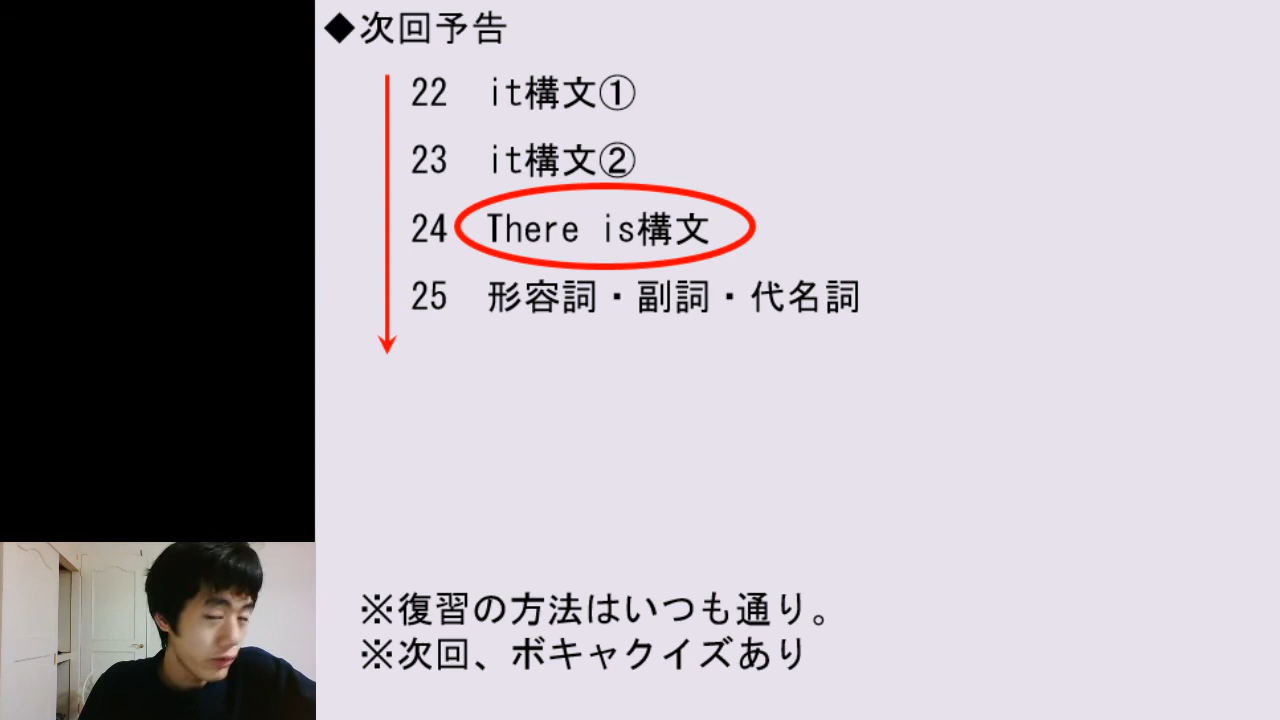 ◆次回予告
22 it構文①
23 it構文②
24 There is構文
25 形容詞・副詞・代名詞
※復習の方法はいつも通り。
※次回、ボキャクイズあり